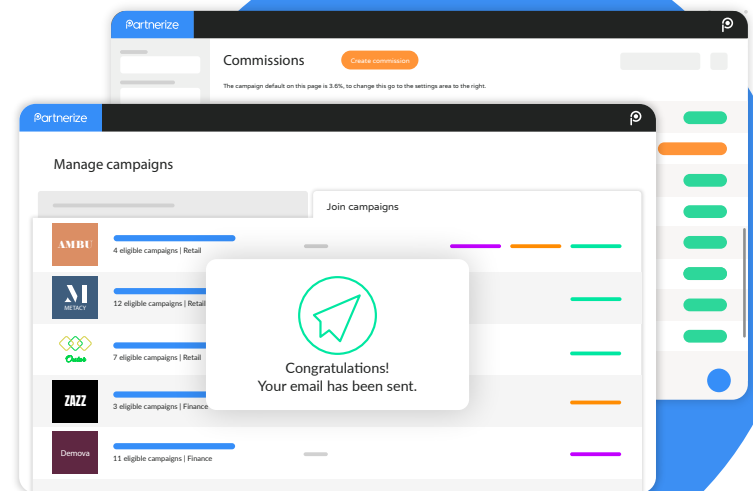 Partnerize
Commissions
Create commission
The campaign default on this page is 3.6%, to change this go to the settings area to the right.
Partnerize
Manage campaigns
Join campaigns
AMBU
4 eligible campaigns | Retail
M
METACY
12 eligible campaigns | Retail
7 eligible campaigns | Retail
ZAZZ
3 eligible campaigns | Finance
Demova
11 eligible campaigns | Finance
Congratulations!
Your email has been sent.